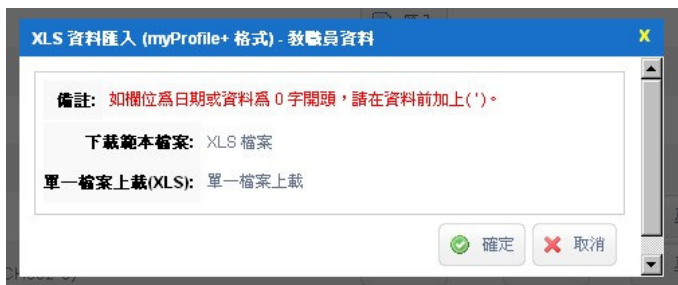 XLS 資料匯入 (myProfile+ 格式) - 教職員資料
X
備註: 如欄位爲日期或資料爲 0 字開頭，請在資料前加上(')。
下載範本檔案: XLS 檔案
單一檔案上載(XLS): 單一檔案上載
確定
取消